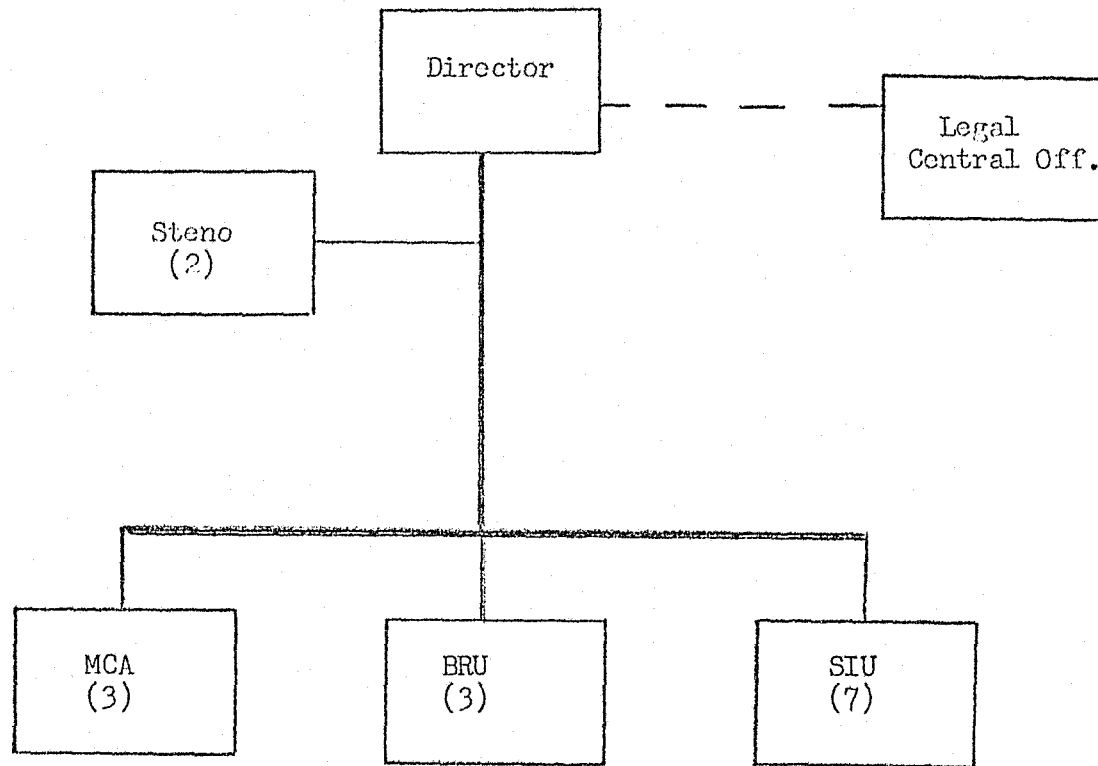 Director
Legal
Central Off.
Steno
(2)
MCA
(3)
BRU
(3)
SIU
(7)